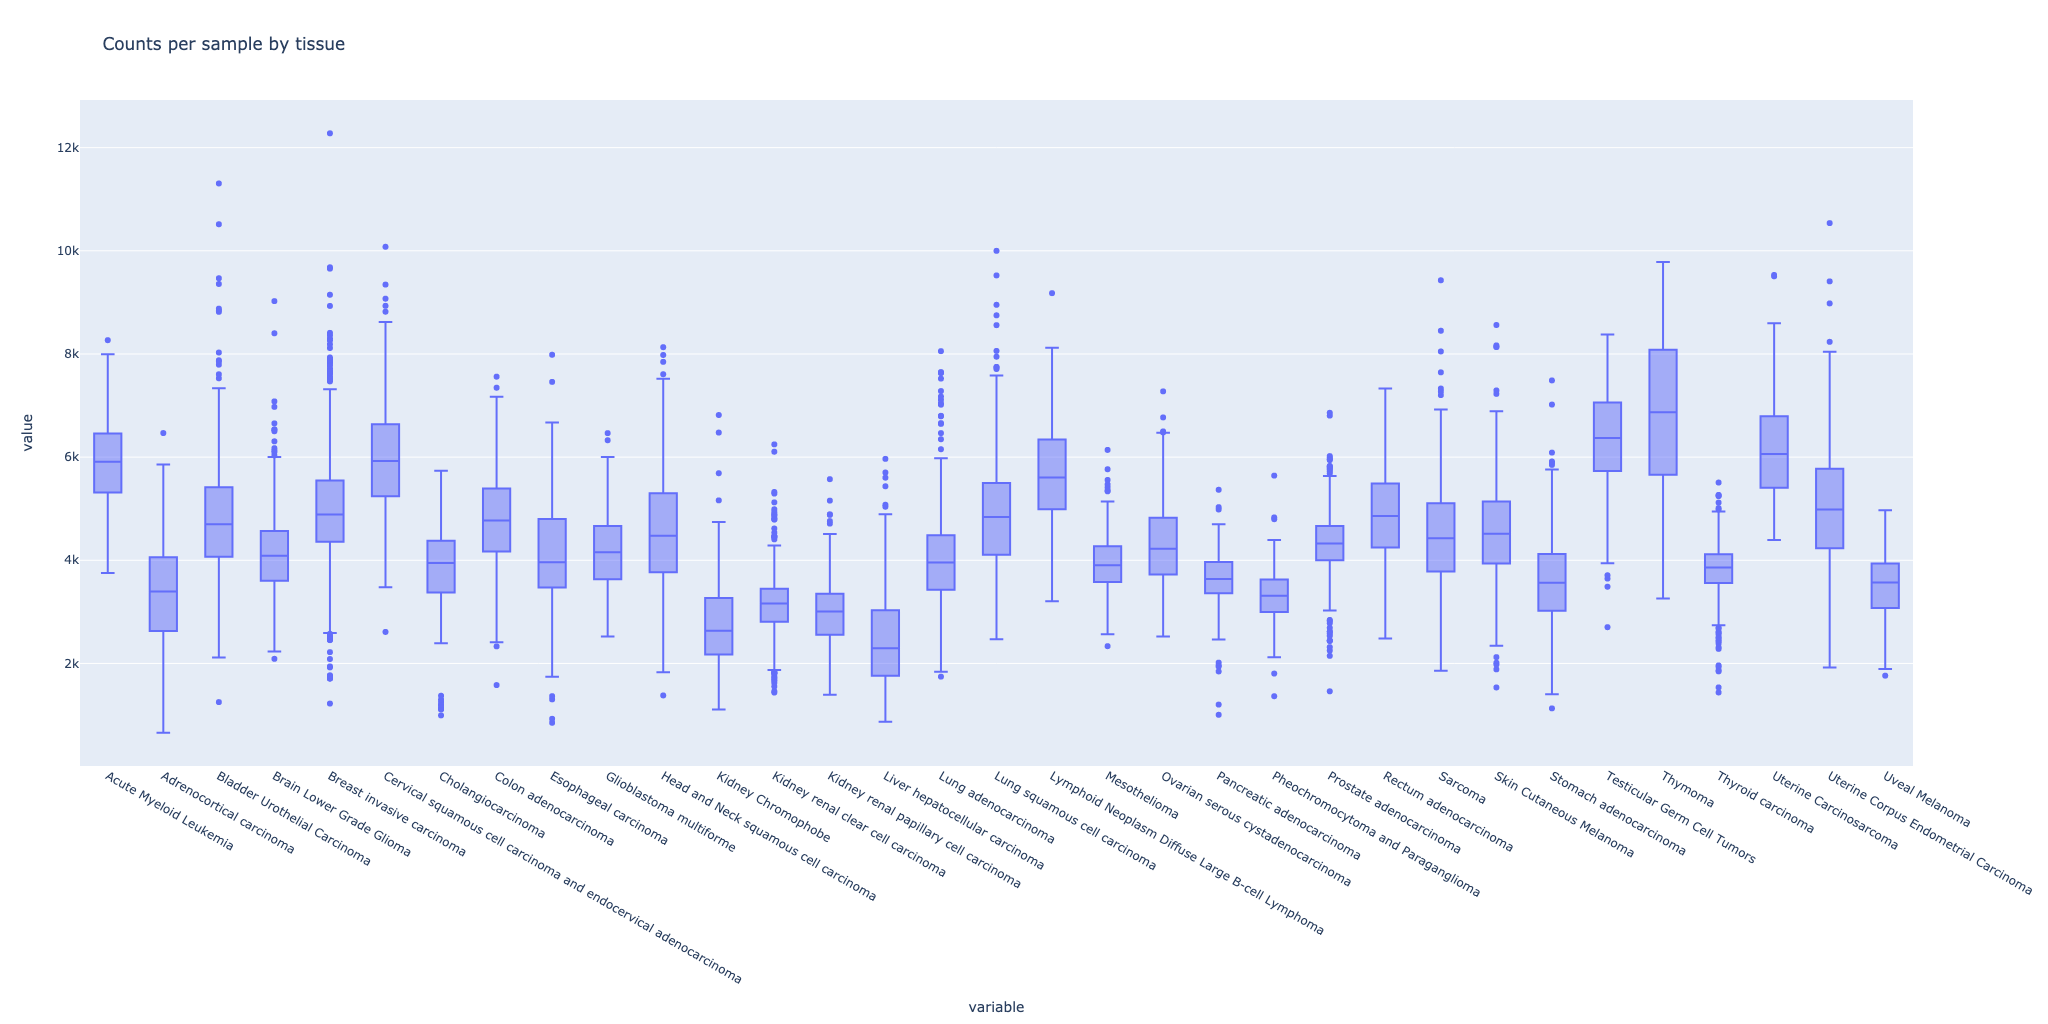 Counts per sample by tissue
12k
10k
8k
6k
4k
2k
value
Acute Myeloid Leukemia
Adrenocortical carcinoma
Bladder Urothelial Carcinoma
Brain Lower Grade Glioma
Breast invasive carcinoma
Cervical squamous cell carcinoma and endocervical adenocarcinoma
Cholangiocarcinoma
Colon adenocarcinoma
Esophageal carcinoma
Glioblastoma multiforme
Head and Neck squamous cell carcinoma
Kidney Chromophobe
Kidney renal clear cell carcinoma
Kidney renal papillary cell carcinoma
Liver hepatocellular carcinoma
Lung adenocarcinoma
Lung squamous cell carcinoma
Lymphoid Neoplasm Diffuse Large B-cell Lymphoma
Mesothelioma
Ovarian serous cystadenocarcinoma
Pancreatic adenocarcinoma
Pheochromocytoma and Paraganglioma
Prostate adenocarcinoma
Rectum adenocarcinoma
Sarcoma
Skin Cutaneous Melanoma
Stomach adenocarcinoma
Testicular Germ Cell Tumors
Thymoma
Thyroid carcinoma
Uterine Carcinosarcoma
Uterine Corpus Endometrial Carcinoma
Uveal Melanoma
variable